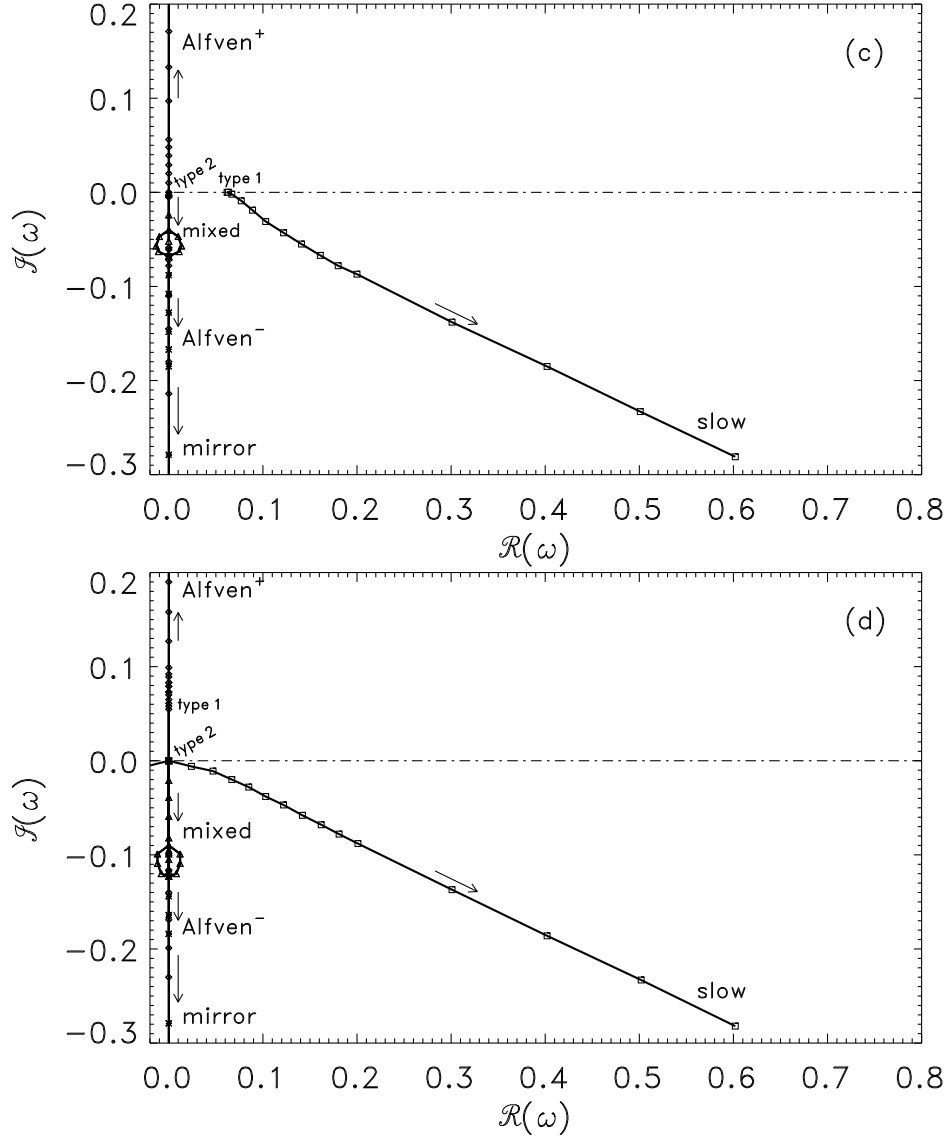 0.2
Alfven+
(c)
0.1
type 2
type 1
0.0
mixed
ℐ(ω)
−0.1
Alfven−
−0.2
slow
mirror
−0.3
0.0 0.1 0.2 0.3 0.4 0.5 0.6 0.7 0.8
ℛ(ω)
0.2
Alfven+
(d)
0.1
type 1
type 2
0.0
ℐ(ω)
mixed
−0.1
Alfven−
−0.2
slow
mirror
−0.3
0.0 0.1 0.2 0.3 0.4 0.5 0.6 0.7 0.8
ℛ(ω)